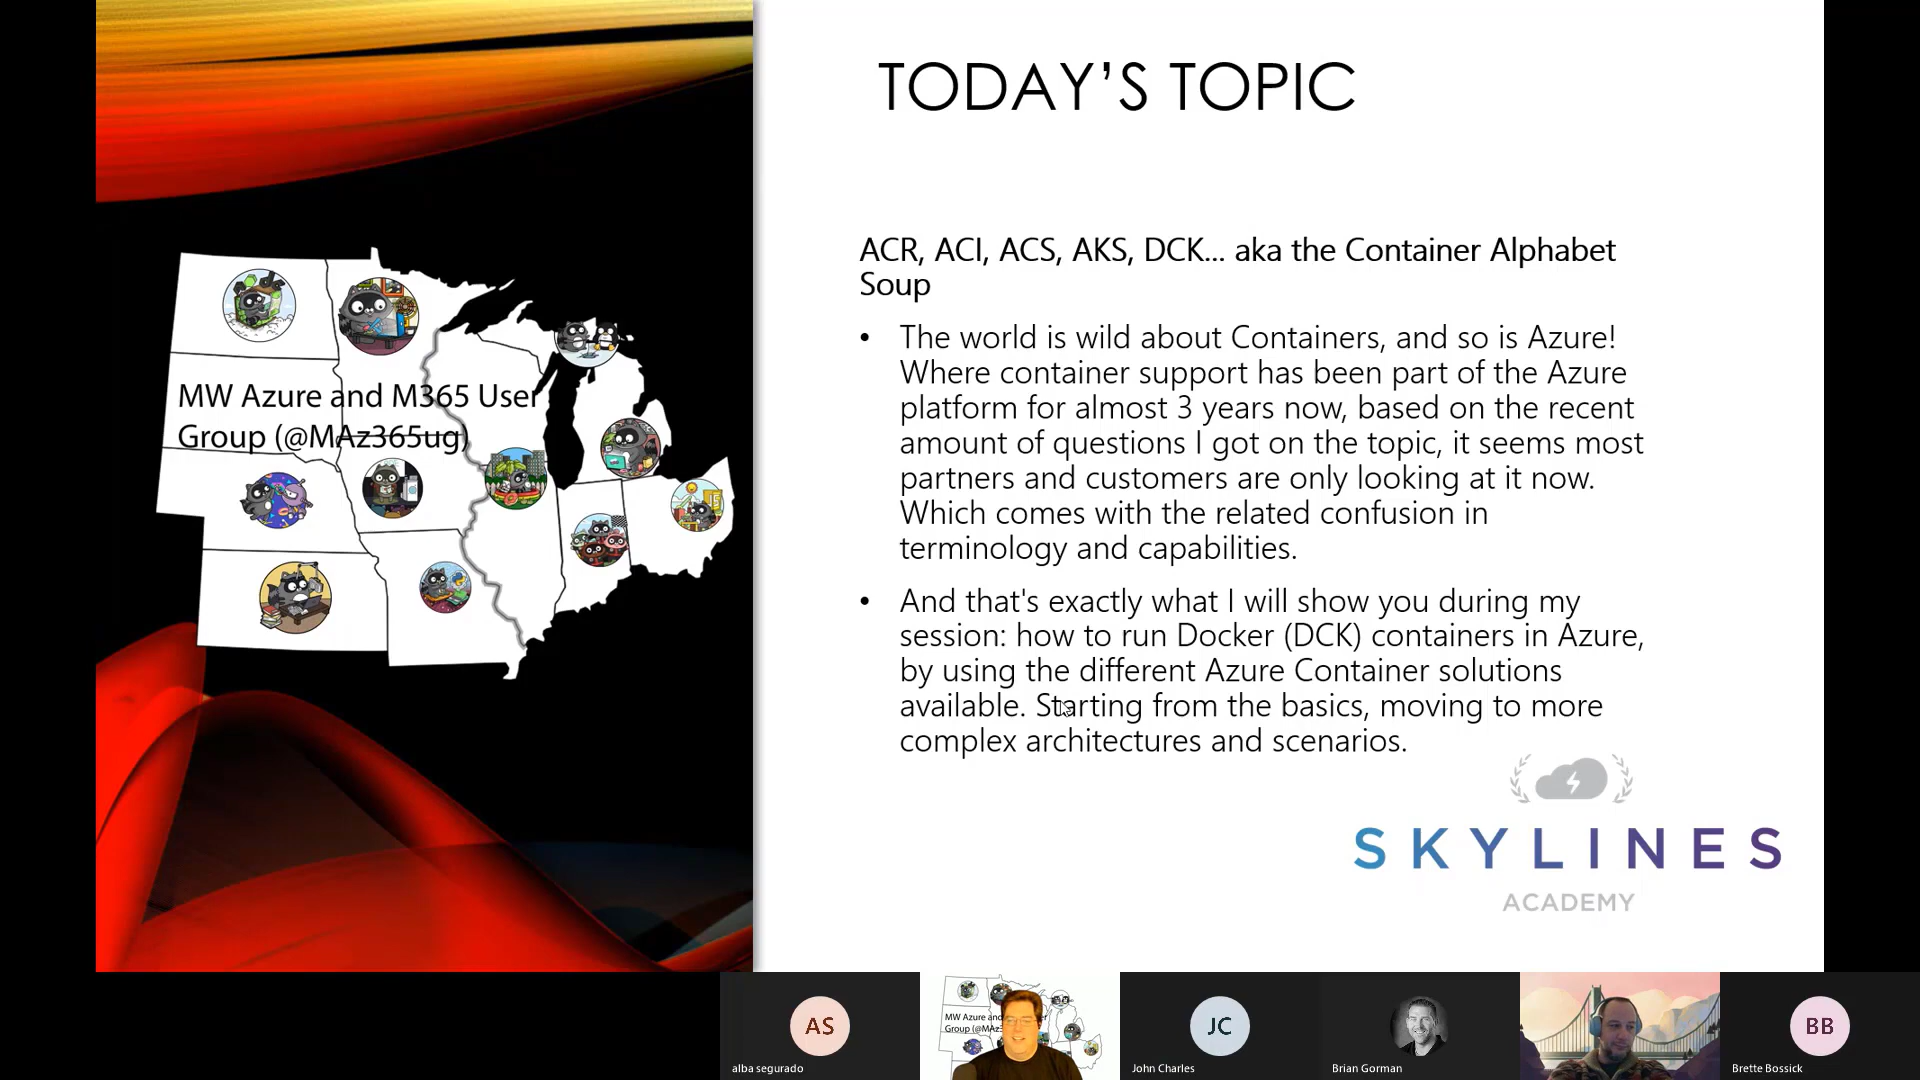 TODAY'S TOPIC
ACR, ACI, ACS, AKS, DCK... aka the Container Alphabet
Soup
• The world is wild about Containers, and so is Azure!
Where container support has been part of the Azure
platform for almost 3 years now, based on the recent
amount of questions I got on the topic, it seems most
partners and customers are only looking at it now.
Which comes with the related confusion in
terminology and capabilities.
• And that's exactly what I will show you during my
session: how to run Docker (DCK) containers in Azure,
by using the different Azure Container solutions
available. Starting from the basics, moving to more
complex architectures and scenarios.
MW Azure and M365 User
Group (@MAz365ug)
SKYLINES
ACADEMY
AS
alba segurado
MW Azure and
Group (@MAz3
JC
John Charles
Brian Gorman
BB
Brette Bossick